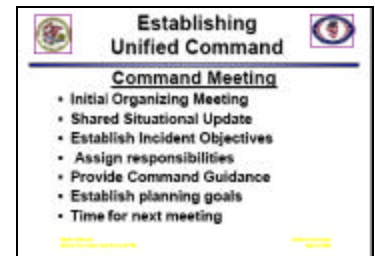 Establishing
Unified Command
Command Meeting
▪ Initial Organizing Meeting
▪ Shared Situational Update
▪ Establish Incident Objectives
▪ Assign responsibilities
▪ Provide Command Guidance
▪ Establish planning goals
▪ Time for next meeting